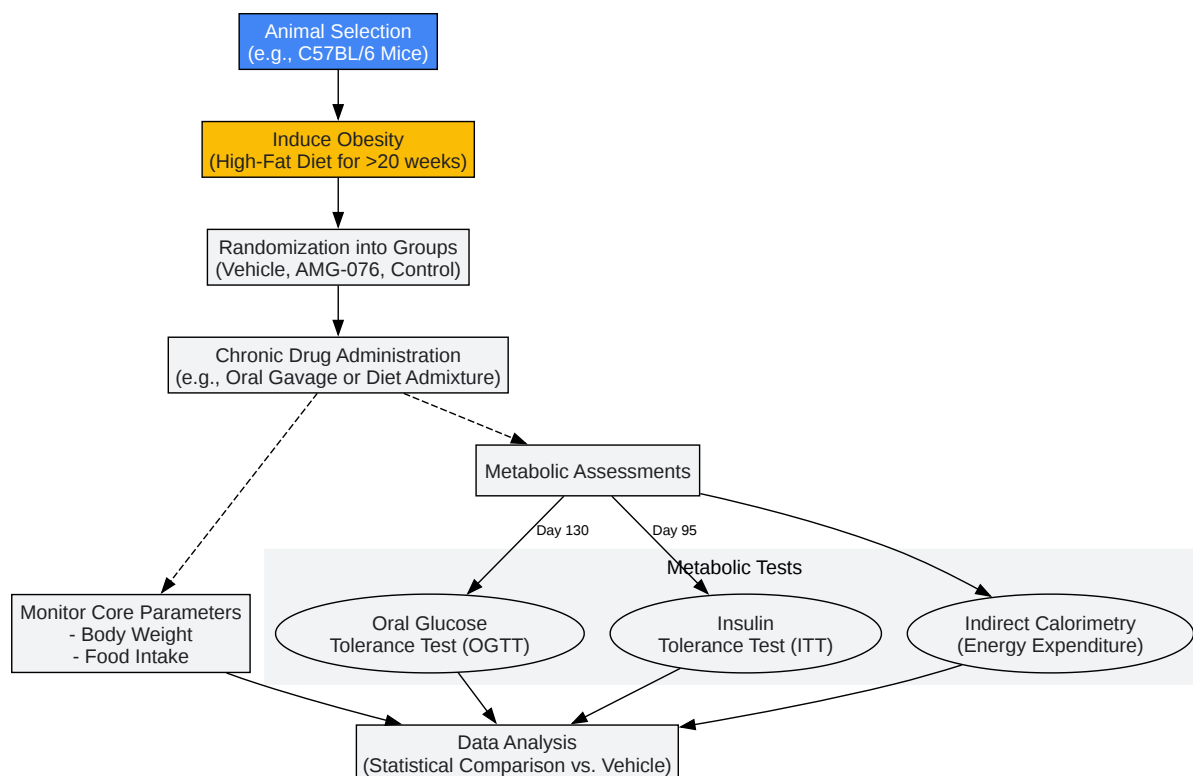 Animal Selection
(e.g., C57BL/6 Mice)
Induce Obesity
(High-Fat Diet for >20 weeks)
Randomization into Groups
(Vehicle, AMG-076, Control)
Chronic Drug Administration
(e.g., Oral Gavage or Diet Admixture)
Metabolic Assessments
Day 130
Day 95
Metabolic Tests
Monitor Core Parameters
- Body Weight
- Food Intake
Oral Glucose
Tolerance Test (OGTT)
Insulin
Tolerance Test (ITT)
Indirect Calorimetry
(Energy Expenditure)
Data Analysis
(Statistical Comparison vs. Vehicle)